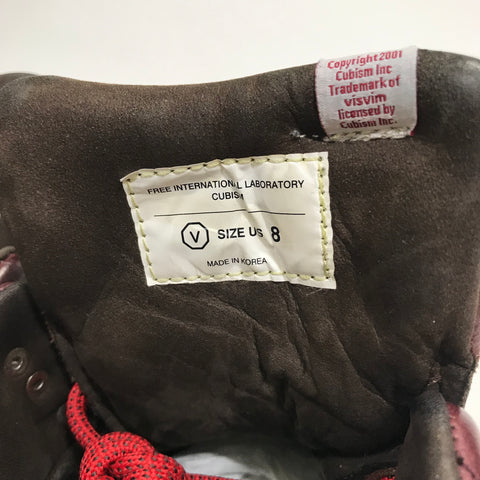 Copyright 2001
Cubism Inc
Trademark of
visvim
licensed by
Cubism Inc.
FREE INTERNATIONAL LABORATORY
CUBISM
V SIZE US 8
MADE IN KOREA